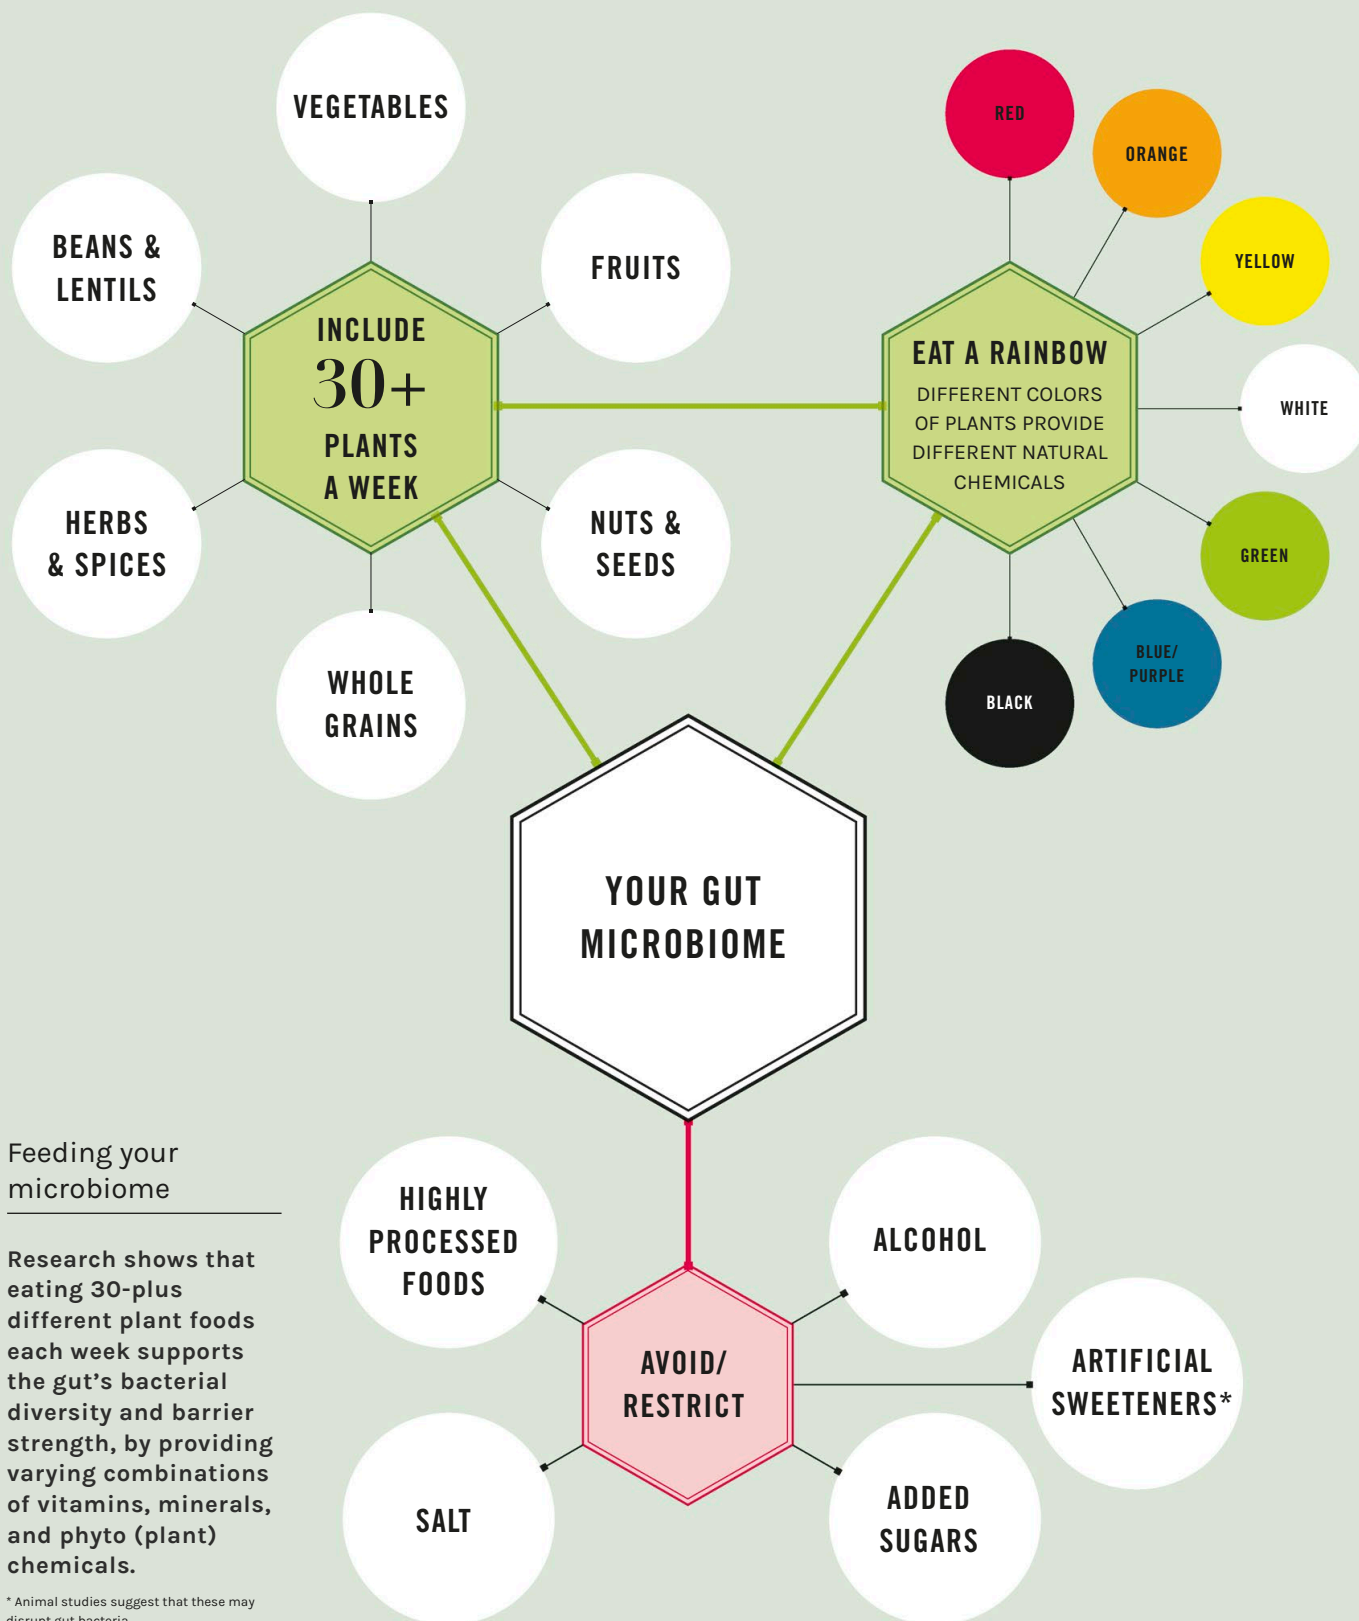 VEGETABLES
BEANS &
LENTILS
FRUITS
INCLUDE
30+
PLANTS
A WEEK
HERBS
& SPICES
NUTS &
SEEDS
WHOLE
GRAINS
RED
ORANGE
YELLOW
WHITE
GREEN
BLUE/
PURPLE
BLACK
EAT A RAINBOW
DIFFERENT COLORS
OF PLANTS PROVIDE
DIFFERENT NATURAL
CHEMICALS
YOUR GUT
MICROBIOME
HIGHLY
PROCESSED
FOODS
ALCOHOL
AVOID/
RESTRICT
ARTIFICIAL
SWEETENERS*
SALT
ADDED
SUGARS
Feeding your
microbiome
Research shows that
eating 30-plus
different plant foods
each week supports
the gut’s bacterial
diversity and barrier
strength, by providing
varying combinations
of vitamins, minerals,
and phyto (plant)
chemicals.
* Animal studies suggest that these may
disrupt gut bacteria